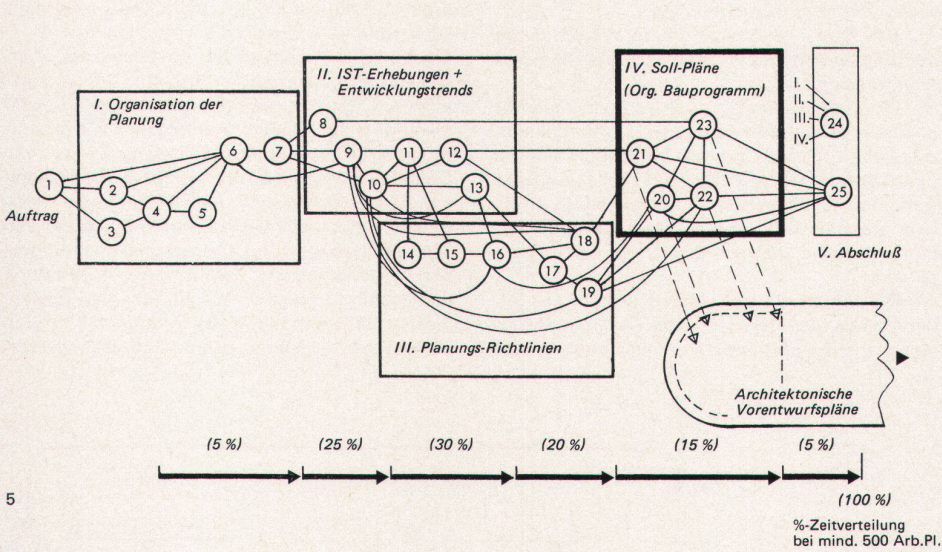 I. Organisation der
Planung
II. IST-Erhebungen +
Entwicklungstrends
IV. Soll-Pläne
(Org. Bauprogramm)
I.
II.
III.
IV.
1
2
3
4
5
6
7
8
9
10
11
12
13
14
15
16
17
18
19
20
21
22
23
24
25
Auftrag
V. Abschluß
III. Planungs-Richtlinien
Architektonische
Vorentwurfspläne
(5 %)
(25 %)
(30 %)
(20 %)
(15 %)
(5 %)
5
(100 %)
%-Zeitverteilung
bei mind. 500 Arb.Pl.